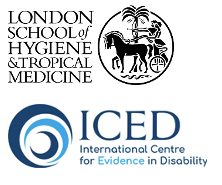 LONDON
SCHOOL of
HYGIENE
& TROPICAL
MEDICINE
ICED
International Centre
for Evidence in Disability